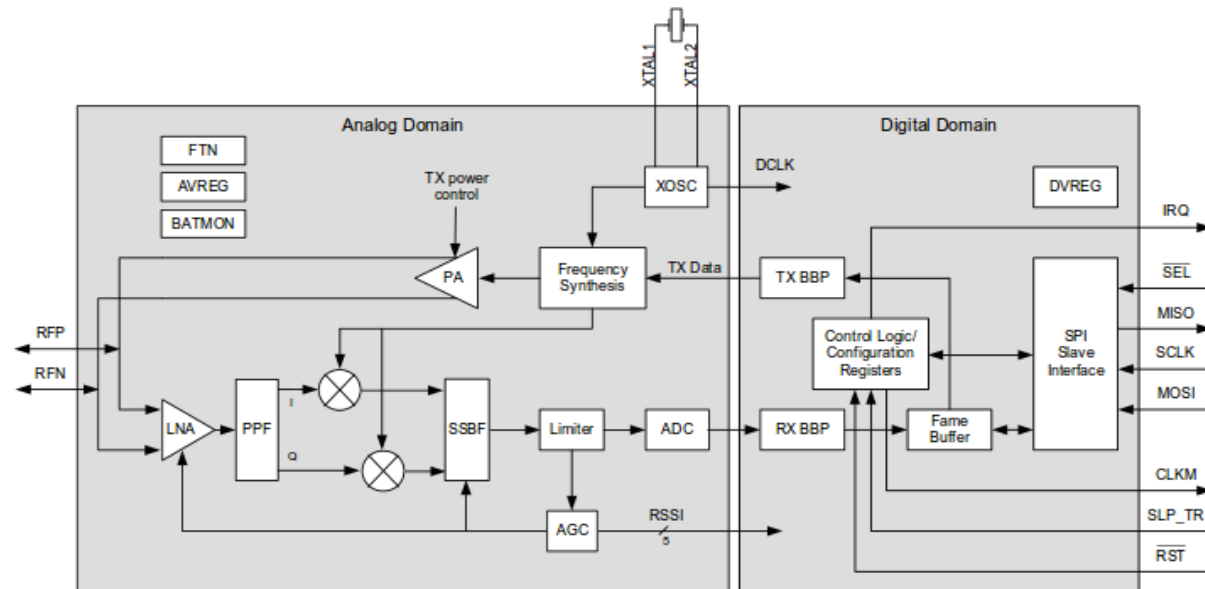 XTAL1
XTAL2
Analog Domain
Digital Domain
FTN
AVREG
BATMON
TX power
control
XOSC
DCLK
DVREG
IRQ
PA
Frequency
Synthesis
TX Data
TX BBP
SEL
MISO
SCLK
MOSI
RFP
RFN
Control Logic/
Configuration
Registers
SPI
Slave
Interface
LNA
PPF
I
Q
SSBF
Limiter
ADC
RX BBP
Fame
Buffer
AGC
RSSI
5
CLKM
SLP_TR
RST